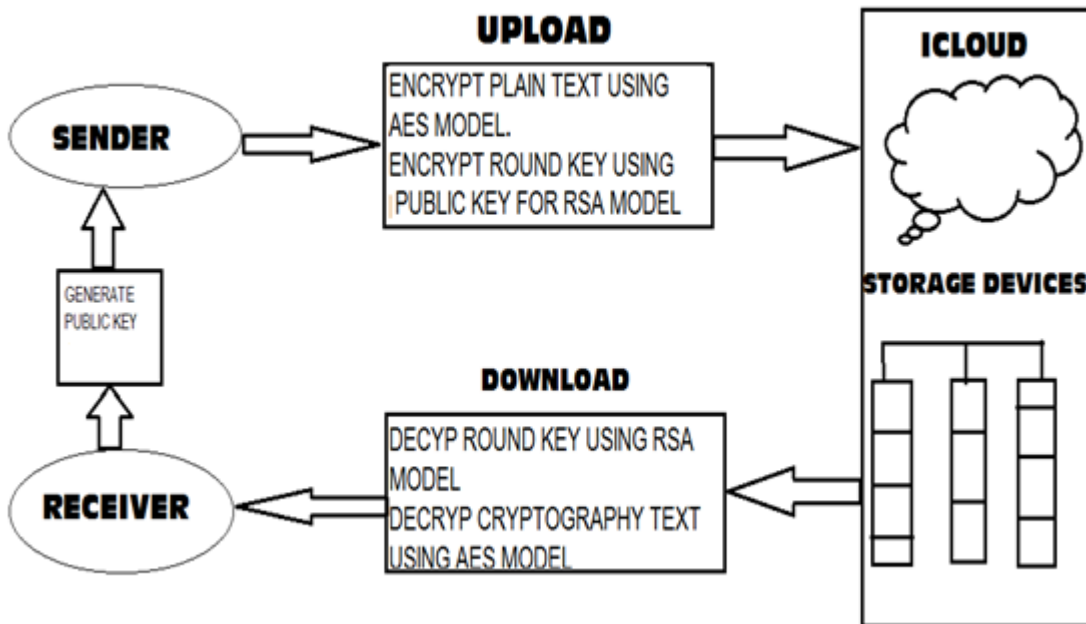 UPLOAD
ICLOUD
SENDER
ENCRYPT PLAIN TEXT USING
AES MODEL.
ENCRYPT ROUND KEY USING
PUBLIC KEY FOR RSA MODEL
GENERATE
PUBLIC KEY
STORAGE DEVICES
DOWNLOAD
DECYP ROUND KEY USING RSA
MODEL
DECRYP CRYPTOGRAPHY TEXT
USING AES MODEL
RECEIVER